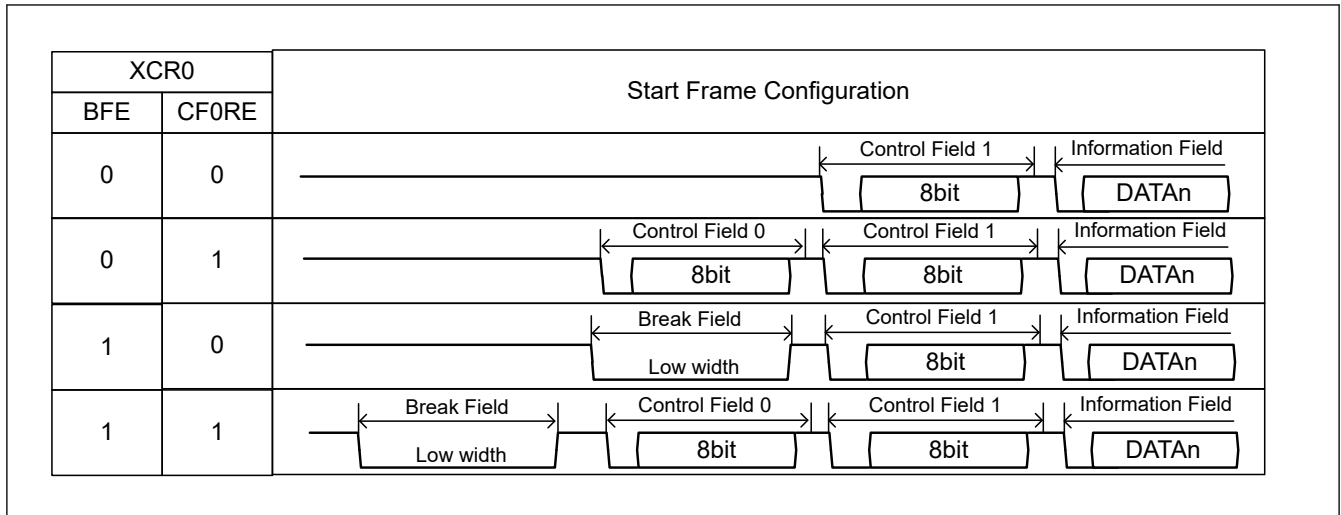 XCR0
Start Frame Configuration
BFE CF0RE
Control Field 1 Information Field
0 0
8bit DATAn
Control Field 0 Control Field 1 Information Field
0 1
8bit 8bit DATAn
Break Field Control Field 1 Information Field
1 0
Low width 8bit DATAn
Break Field Control Field 0 Control Field 1 Information Field
1 1
Low width 8bit 8bit DATAn